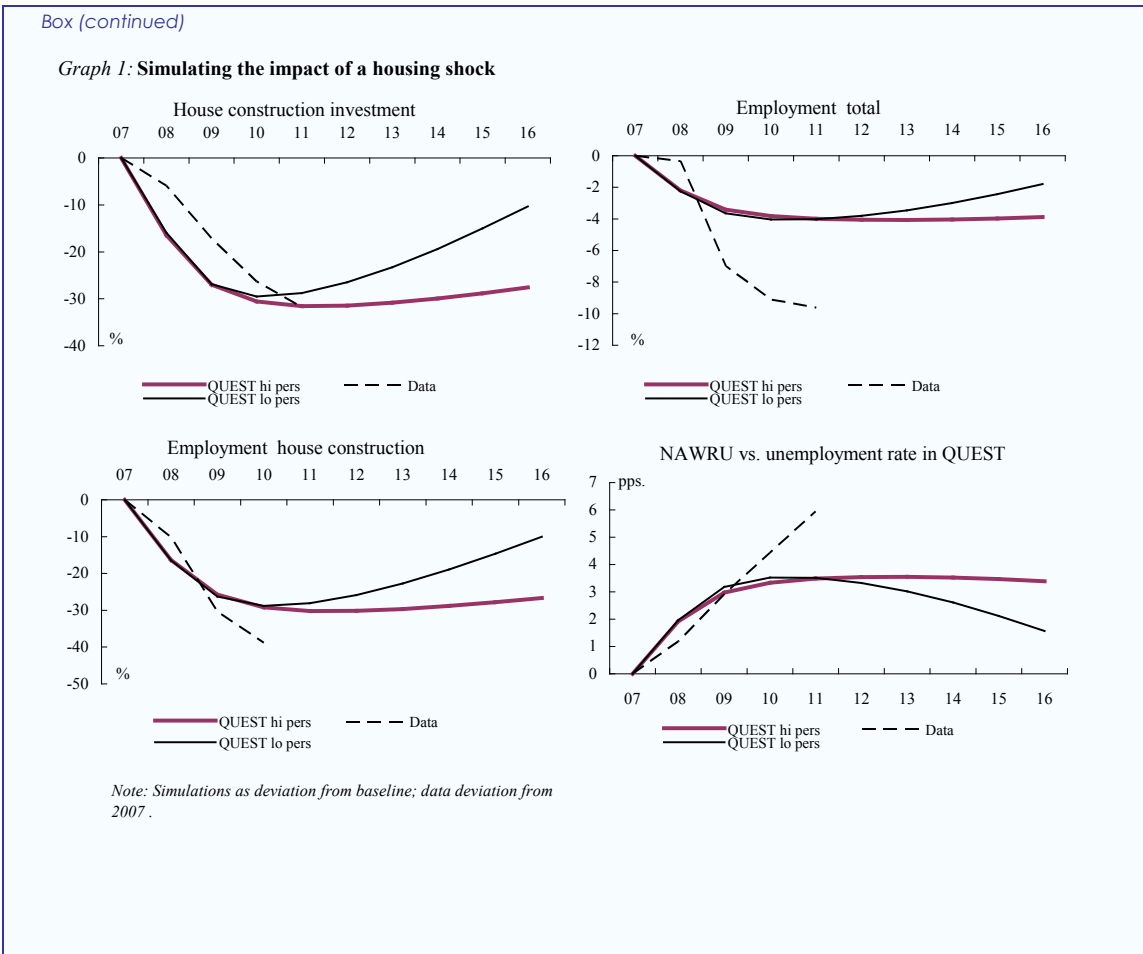 Box (continued)
Graph 1: Simulating the impact of a housing shock
House construction investment
07 08 09 10 11 12 13 14 15 16
0
-10
-20
-30
-40
%
QUEST hi pers
Data
QUEST lo pers
Employment total
07 08 09 10 11 12 13 14 15 16
0
-2
-4
-6
-8
-10
-12
%
QUEST hi pers
Data
QUEST lo pers
Employment house construction
07 08 09 10 11 12 13 14 15 16
0
-10
-20
-30
-40
-50
%
QUEST hi pers
Data
QUEST lo pers
NAWRU vs. unemployment rate in QUEST
7
pps.
6
5
4
3
2
1
0
07 08 09 10 11 12 13 14 15 16
QUEST hi pers
Data
QUEST lo pers
Note: Simulations as deviation from baseline; data deviation from
2007 .